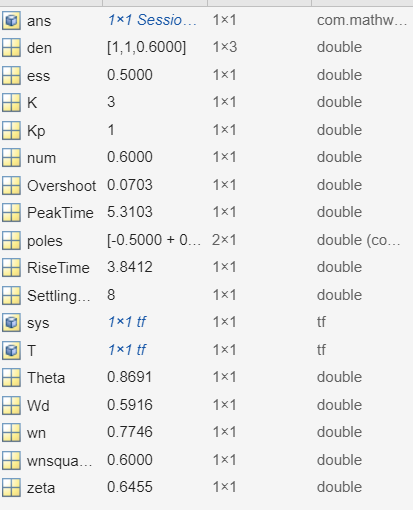 ans 1×1 Sessio... 1×1 com.mathw...
den [1,1,0.6000] 1×3 double
ess 0.5000 1×1 double
K 3 1×1 double
Kp 1 1×1 double
num 0.6000 1×1 double
Overshoot 0.0703 1×1 double
PeakTime 5.3103 1×1 double
poles [-0.5000 + 0... 2×1 double (co...
RiseTime 3.8412 1×1 double
Settling... 8 1×1 double
sys 1×1 tf 1×1 tf
T 1×1 tf 1×1 tf
Theta 0.8691 1×1 double
Wd 0.5916 1×1 double
wn 0.7746 1×1 double
wnsqua... 0.6000 1×1 double
zeta 0.6455 1×1 double